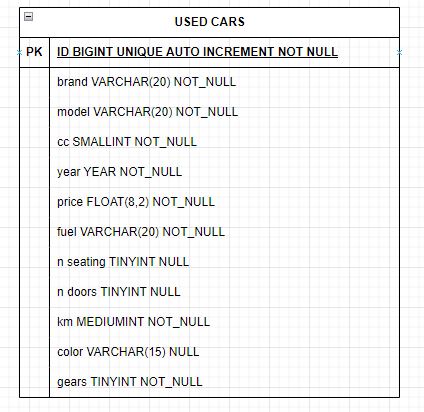 USED CARS
PK ID BIGINT UNIQUE AUTO INCREMENT NOT NULL
brand VARCHAR(20) NOT_NULL
model VARCHAR(20) NOT_NULL
cc SMALLINT NOT_NULL
year YEAR NOT_NULL
price FLOAT(8,2) NOT_NULL
fuel VARCHAR(20) NOT_NULL
n seating TINYINT NULL
n doors TINYINT NULL
km MEDIUMINT NOT_NULL
color VARCHAR(15) NULL
gears TINYINT NOT_NULL